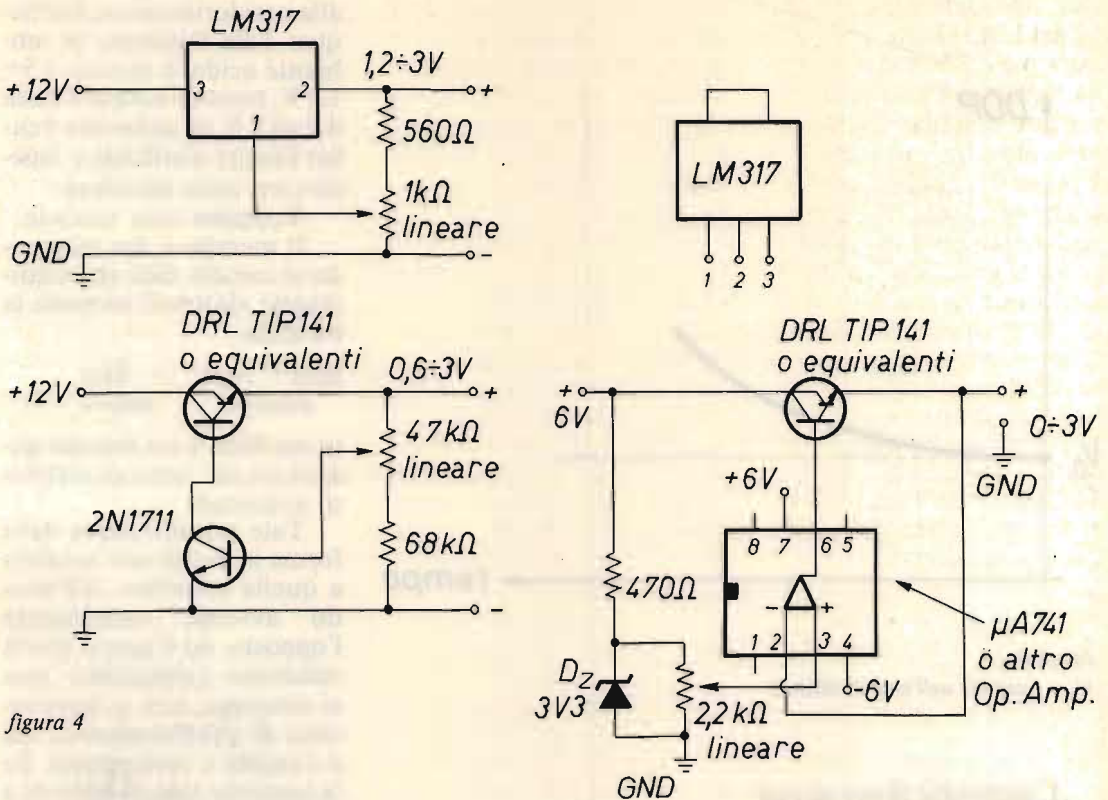 LM317
+12V
3
2
1
1,2÷3V
+
560Ω
1kΩ
lineare
GND
-
LM317
1 2 3
DRL TIP141
o equivalenti
+12V
0,6÷3V
+
47kΩ
lineare
2N1711
68kΩ
-
figura 4
DRL TIP141
o equivalenti
+
6V
+
0÷3V
GND
+6V
8 7 6 5
470Ω
- +
1 2 3 4
-6V
µA741
o altro
Op. Amp.
DZ
3V3
2,2kΩ
lineare
GND